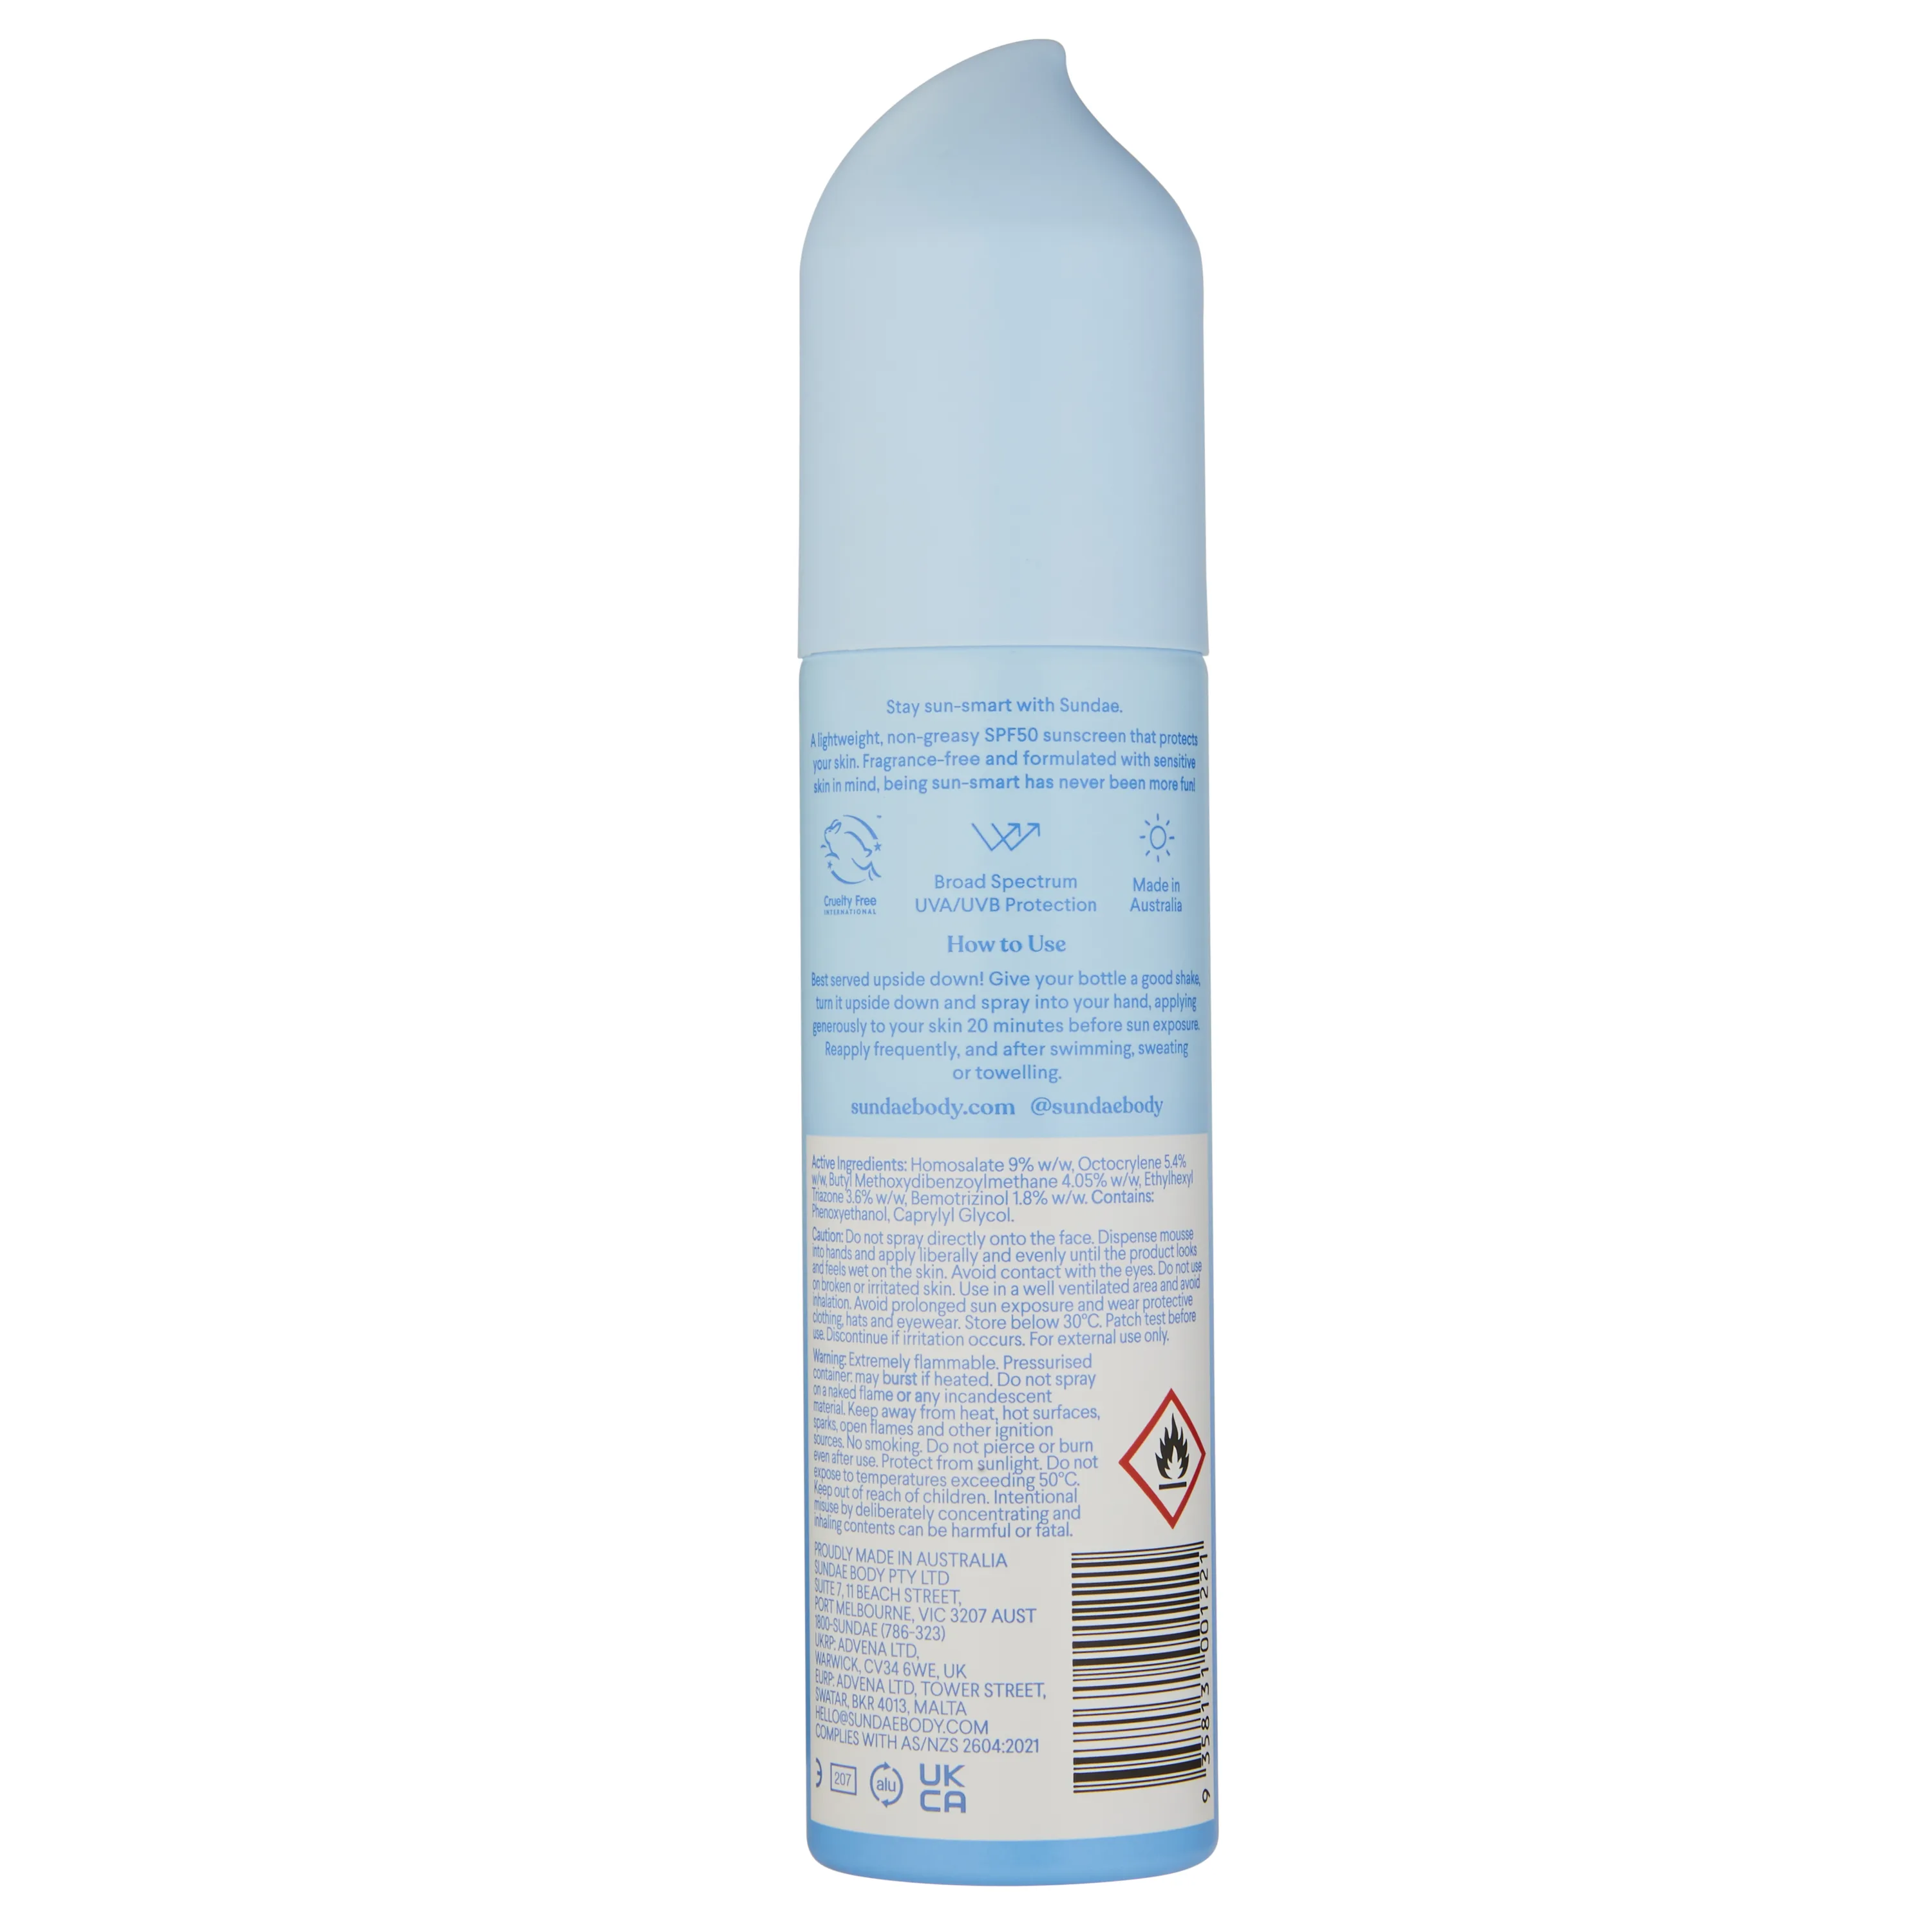 Stay sun-smart with Sundae.
A lightweight, non-greasy SPF50 sunscreen that protects
your skin. Fragrance-free and formulated with sensitive
skin in mind, being sun-smart has never been more fun!
Cruelty Free
INTERNATIONAL
™
Broad Spectrum
UVA/UVB Protection
Made in
Australia
How to Use
Best served upside down! Give your bottle a good shake,
turn it upside down and spray into your hand, applying
generously to your skin 20 minutes before sun exposure.
Reapply frequently, and after swimming, sweating
or towelling.
sundaebody.com @sundaebody
Active Ingredients: Homosalate 9% w/w, Octocrylene 5.4%
w/w, Butyl Methoxydibenzoylmethane 4.05% w/w, Ethylhexyl
Triazone 3.6% w/w, Bemotrizinol 1.8% w/w. Contains:
Phenoxyethanol, Caprylyl Glycol.
Caution: Do not spray directly onto the face. Dispense mousse
into hands and apply liberally and evenly until the product looks
and feels wet on the skin. Avoid contact with the eyes. Do not use
on broken or irritated skin. Use in a well ventilated area and avoid
inhalation. Avoid prolonged sun exposure and wear protective
clothing, hats and eyewear. Store below 30°C. Patch test before
use. Discontinue if irritation occurs. For external use only.
Warning: Extremely flammable. Pressurised
container: may burst if heated. Do not spray
on a naked flame or any incandescent
material. Keep away from heat, hot surfaces,
sparks, open flames and other ignition
sources. No smoking. Do not pierce or burn
even after use. Protect from sunlight. Do not
expose to temperatures exceeding 50°C.
Keep out of reach of children. Intentional
misuse by deliberately concentrating and
inhaling contents can be harmful or fatal.
PROUDLY MADE IN AUSTRALIA
SUNDAE BODY PTY LTD
SUITE 7, 11 BEACH STREET,
PORT MELBOURNE, VIC 3207 AUST
1800-SUNDAE (786-323)
UKRP: ADVENA LTD,
WARWICK, CV34 6WE, UK
EURP: ADVENA LTD, TOWER STREET,
SWATAR, BKR 4013, MALTA
HELLO@SUNDAEBODY.COM
COMPLIES WITH AS/NZS 2604:2021
207
alu
UK
CA
9 358131 001221